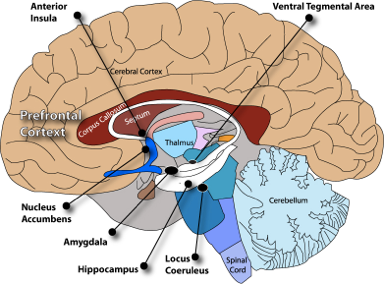 Anterior
Insula
Ventral Tegmental Area
Cerebral Cortex
Corpus Callosum
Septum
Prefrontal
Cortext
Thalmus
Nucleus
Accumbens
Cerebellum
Amygdala
Hippocampus
Locus
Coeruleus
Spinal
Cord